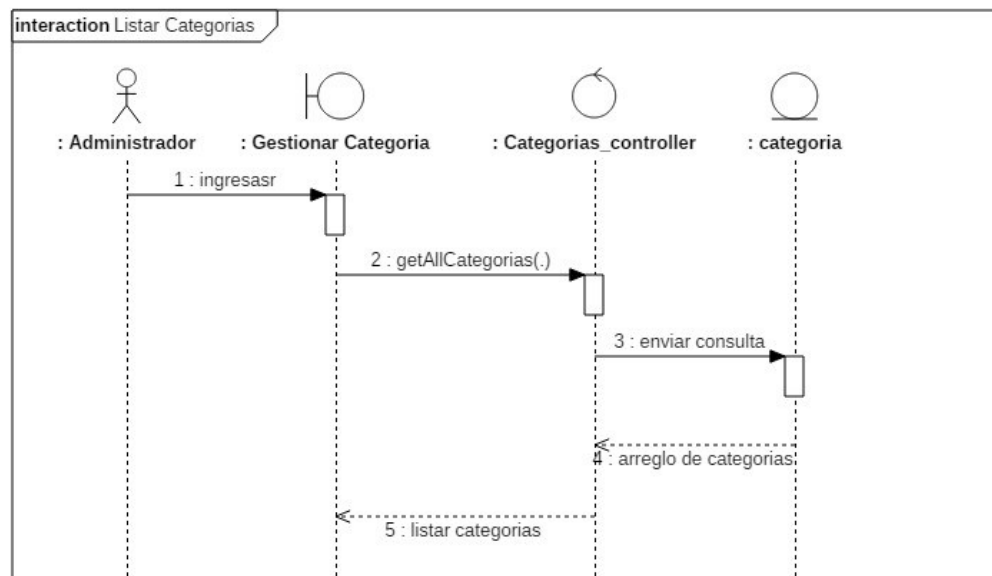 interaction Listar Categorias
: Administrador
: Gestionar Categoria
: Categorias_controller
: categoria
1 : ingresasr
2 : getAllCategorias(.)
3 : enviar consulta
4 : arreglo de categorias
5 : listar categorias